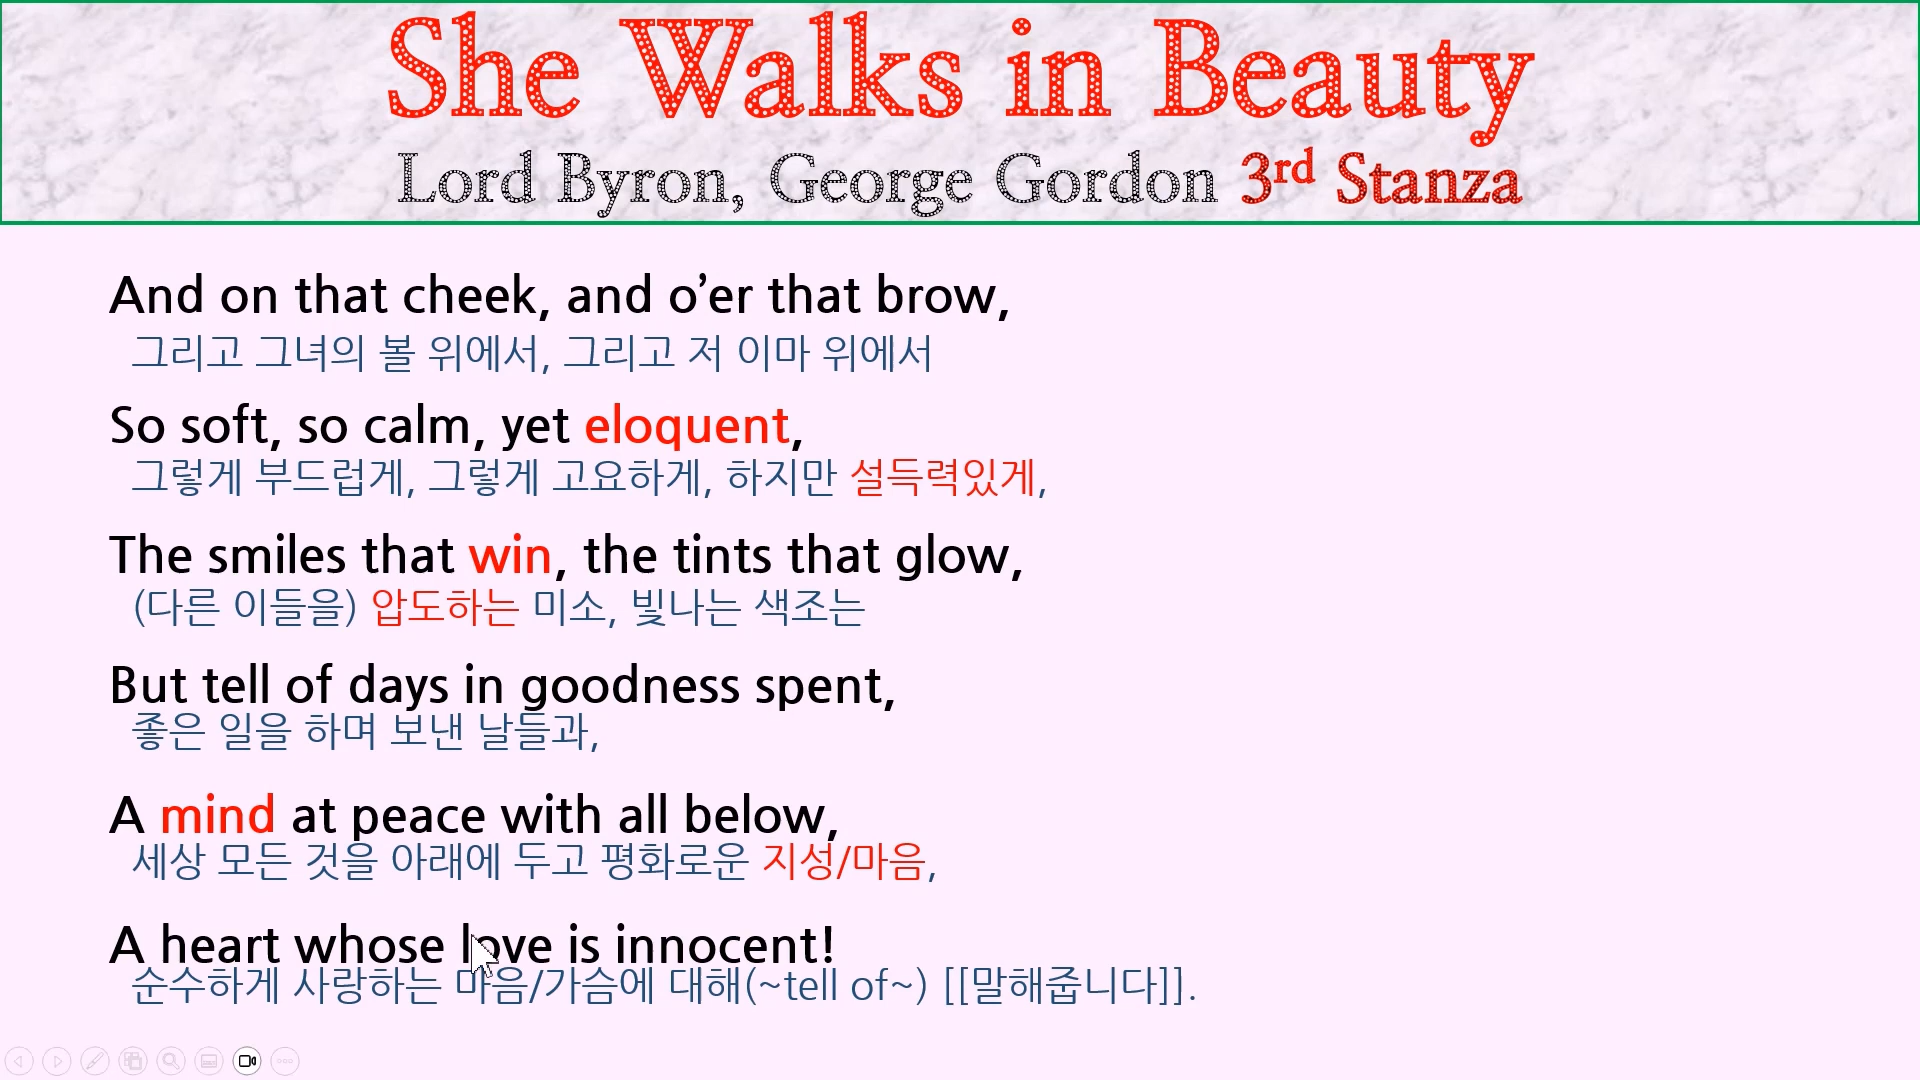 She Walks in Beauty
Lord Byron, George Gordon 3rd Stanza
And on that cheek, and o’er that brow,
그리고 그녀의 볼 위에서, 그리고 저 이마 위에서
So soft, so calm, yet eloquent,
그렇게 부드럽게, 그렇게 고요하게, 하지만 설득력있게,
The smiles that win, the tints that glow,
(다른 이들을) 압도하는 미소, 빛나는 색조는
But tell of days in goodness spent,
좋은 일을 하며 보낸 날들과,
A mind at peace with all below,
세상 모든 것을 아래에 두고 평화로운 지성/마음,
A heart whose love is innocent!
순수하게 사랑하는 마음/가슴에 대해(~tell of~) [[말해줍니다]].